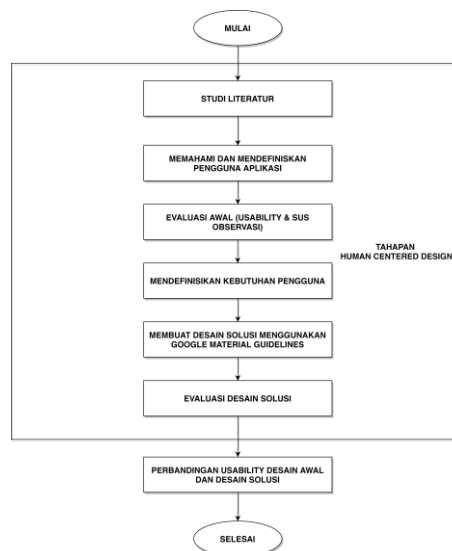 MULAI
STUDI LITERATUR
MEMAHAMI DAN MENDEFINISKAN
PENGGUNA APLIKASI
EVALUASI AWAL (USABILITY & SUS
OBSERVASI)
TAHAPAN
HUMAN CENTERED DESIGN
MENDEFINISIKAN KEBUTUHAN PENGGUNA
MEMBUAT DESAIN SOLUSI MENGGUNAKAN
GOOGLE MATERIAL GUIDELINES
EVALUASI DESAIN SOLUSI
PERBANDINGAN USABILITY DESAIN AWAL
DAN DESAIN SOLUSI
SELESAI